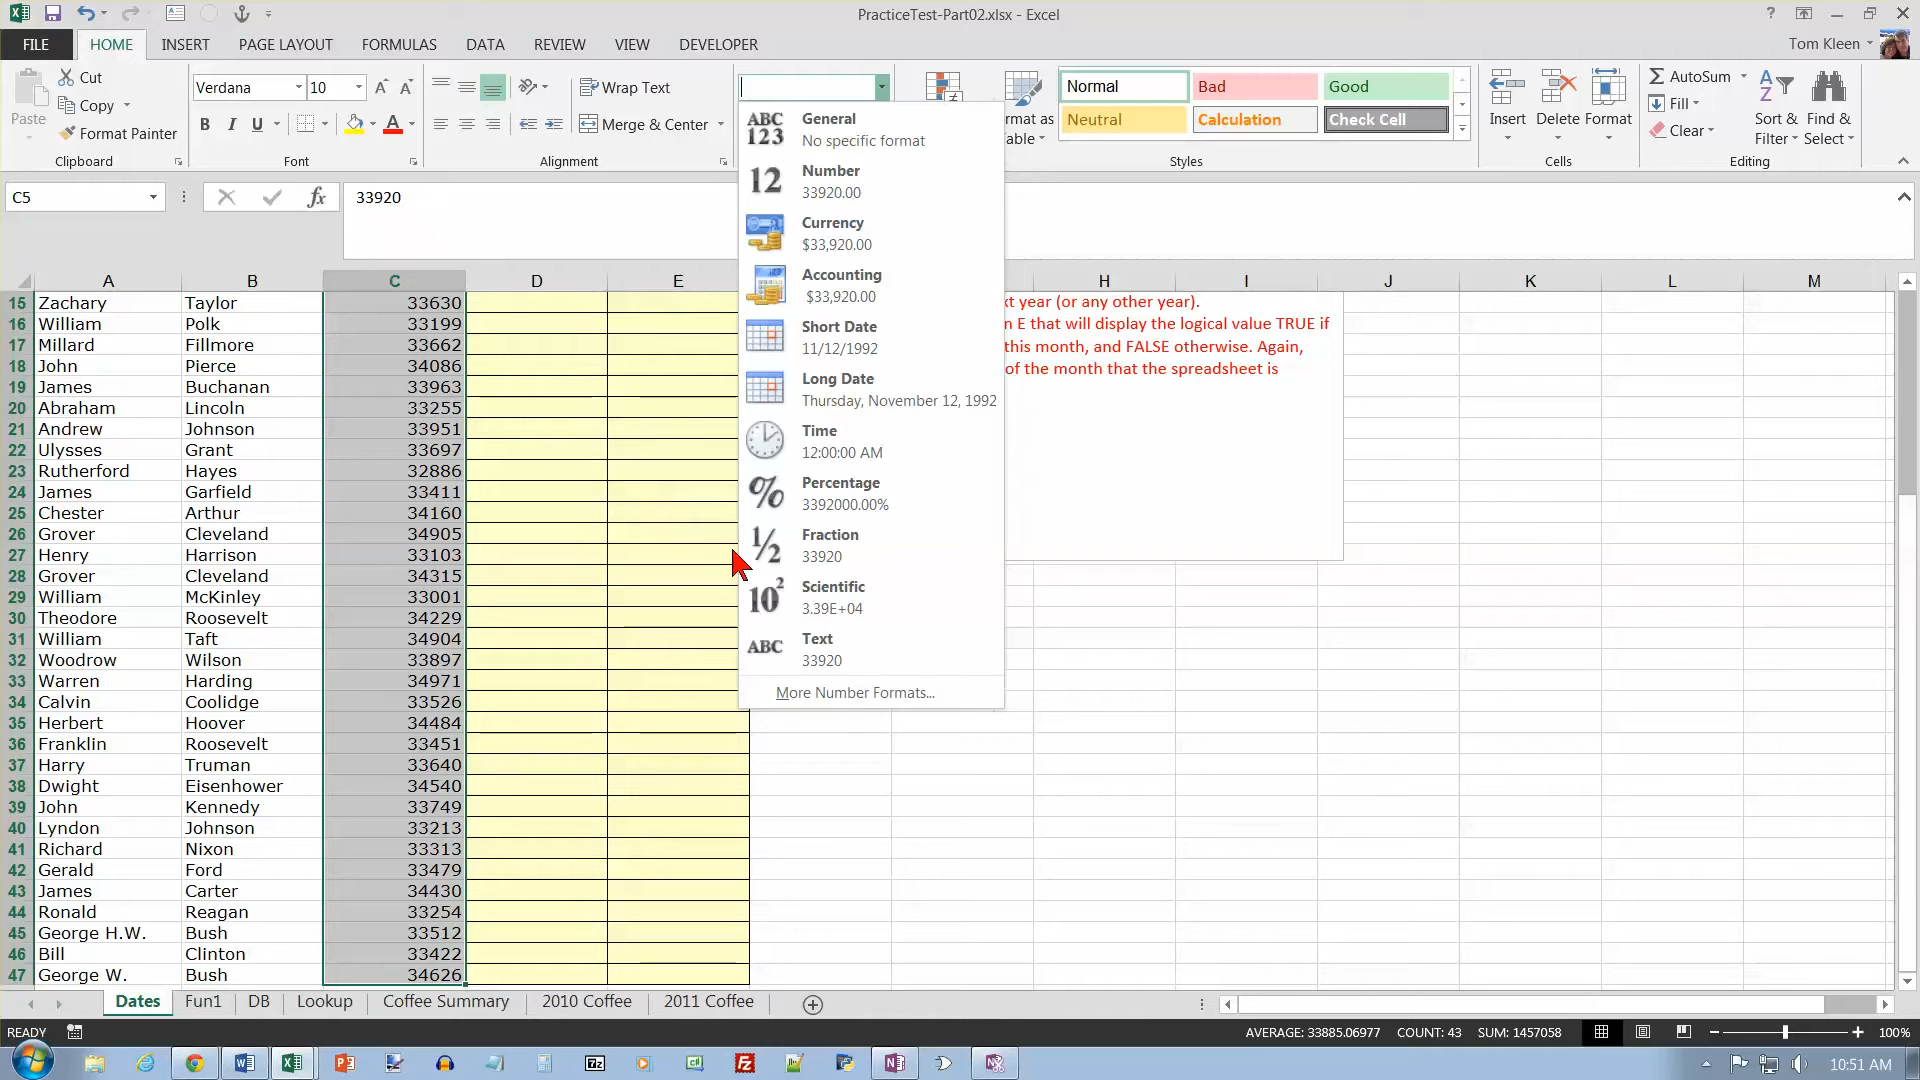 PracticeTest-Part02.xlsx - Excel
FILE HOME INSERT PAGE LAYOUT FORMULAS DATA REVIEW VIEW DEVELOPER Tom Kleen
Paste
Cut
Copy
Format Painter
Clipboard
Verdana 10
B I U
Font
Wrap Text
Merge & Center
Alignment
ormat as
able
Normal Bad Good
Neutral Calculation Check Cell
Styles
Insert Delete Format
Cells
AutoSum
Fill
Clear
Sort &
Filter
Find &
Select
Editing
C5 fx 33920
ABC
123
General
No specific format
12
Number
33920.00
Currency
$33,920.00
Accounting
$33,920.00
Short Date
11/12/1992
Long Date
Thursday, November 12, 1992
Time
12:00:00 AM
%
Percentage
3392000.00%
1/2
Fraction
33920
10²
Scientific
3.39E+04
ABC
Text
33920
More Number Formats...
A B C D E H I J K L M
15 Zachary Taylor 33630
16 William Polk 33199
17 Millard Fillmore 33662
18 John Pierce 34086
19 James Buchanan 33963
20 Abraham Lincoln 33255
21 Andrew Johnson 33951
22 Ulysses Grant 33697
23 Rutherford Hayes 32886
24 James Garfield 33411
25 Chester Arthur 34160
26 Grover Cleveland 34905
27 Henry Harrison 33103
28 Grover Cleveland 34315
29 William McKinley 33001
30 Theodore Roosevelt 34229
31 William Taft 34904
32 Woodrow Wilson 33897
33 Warren Harding 34971
34 Calvin Coolidge 33526
35 Herbert Hoover 34484
36 Franklin Roosevelt 33451
37 Harry Truman 33640
38 Dwight Eisenhower 34540
39 John Kennedy 33749
40 Lyndon Johnson 33213
41 Richard Nixon 33313
42 Gerald Ford 33479
43 James Carter 34430
44 Ronald Reagan 33254
45 George H.W. Bush 33512
46 Bill Clinton 33422
47 George W. Bush 34626
xt year (or any other year).
n E that will display the logical value TRUE if
this month, and FALSE otherwise. Again,
of the month that the spreadsheet is
Dates Fun1 DB Lookup Coffee Summary 2010 Coffee 2011 Coffee
READY AVERAGE: 33885.06977 COUNT: 43 SUM: 1457058 100%
10:51 AM